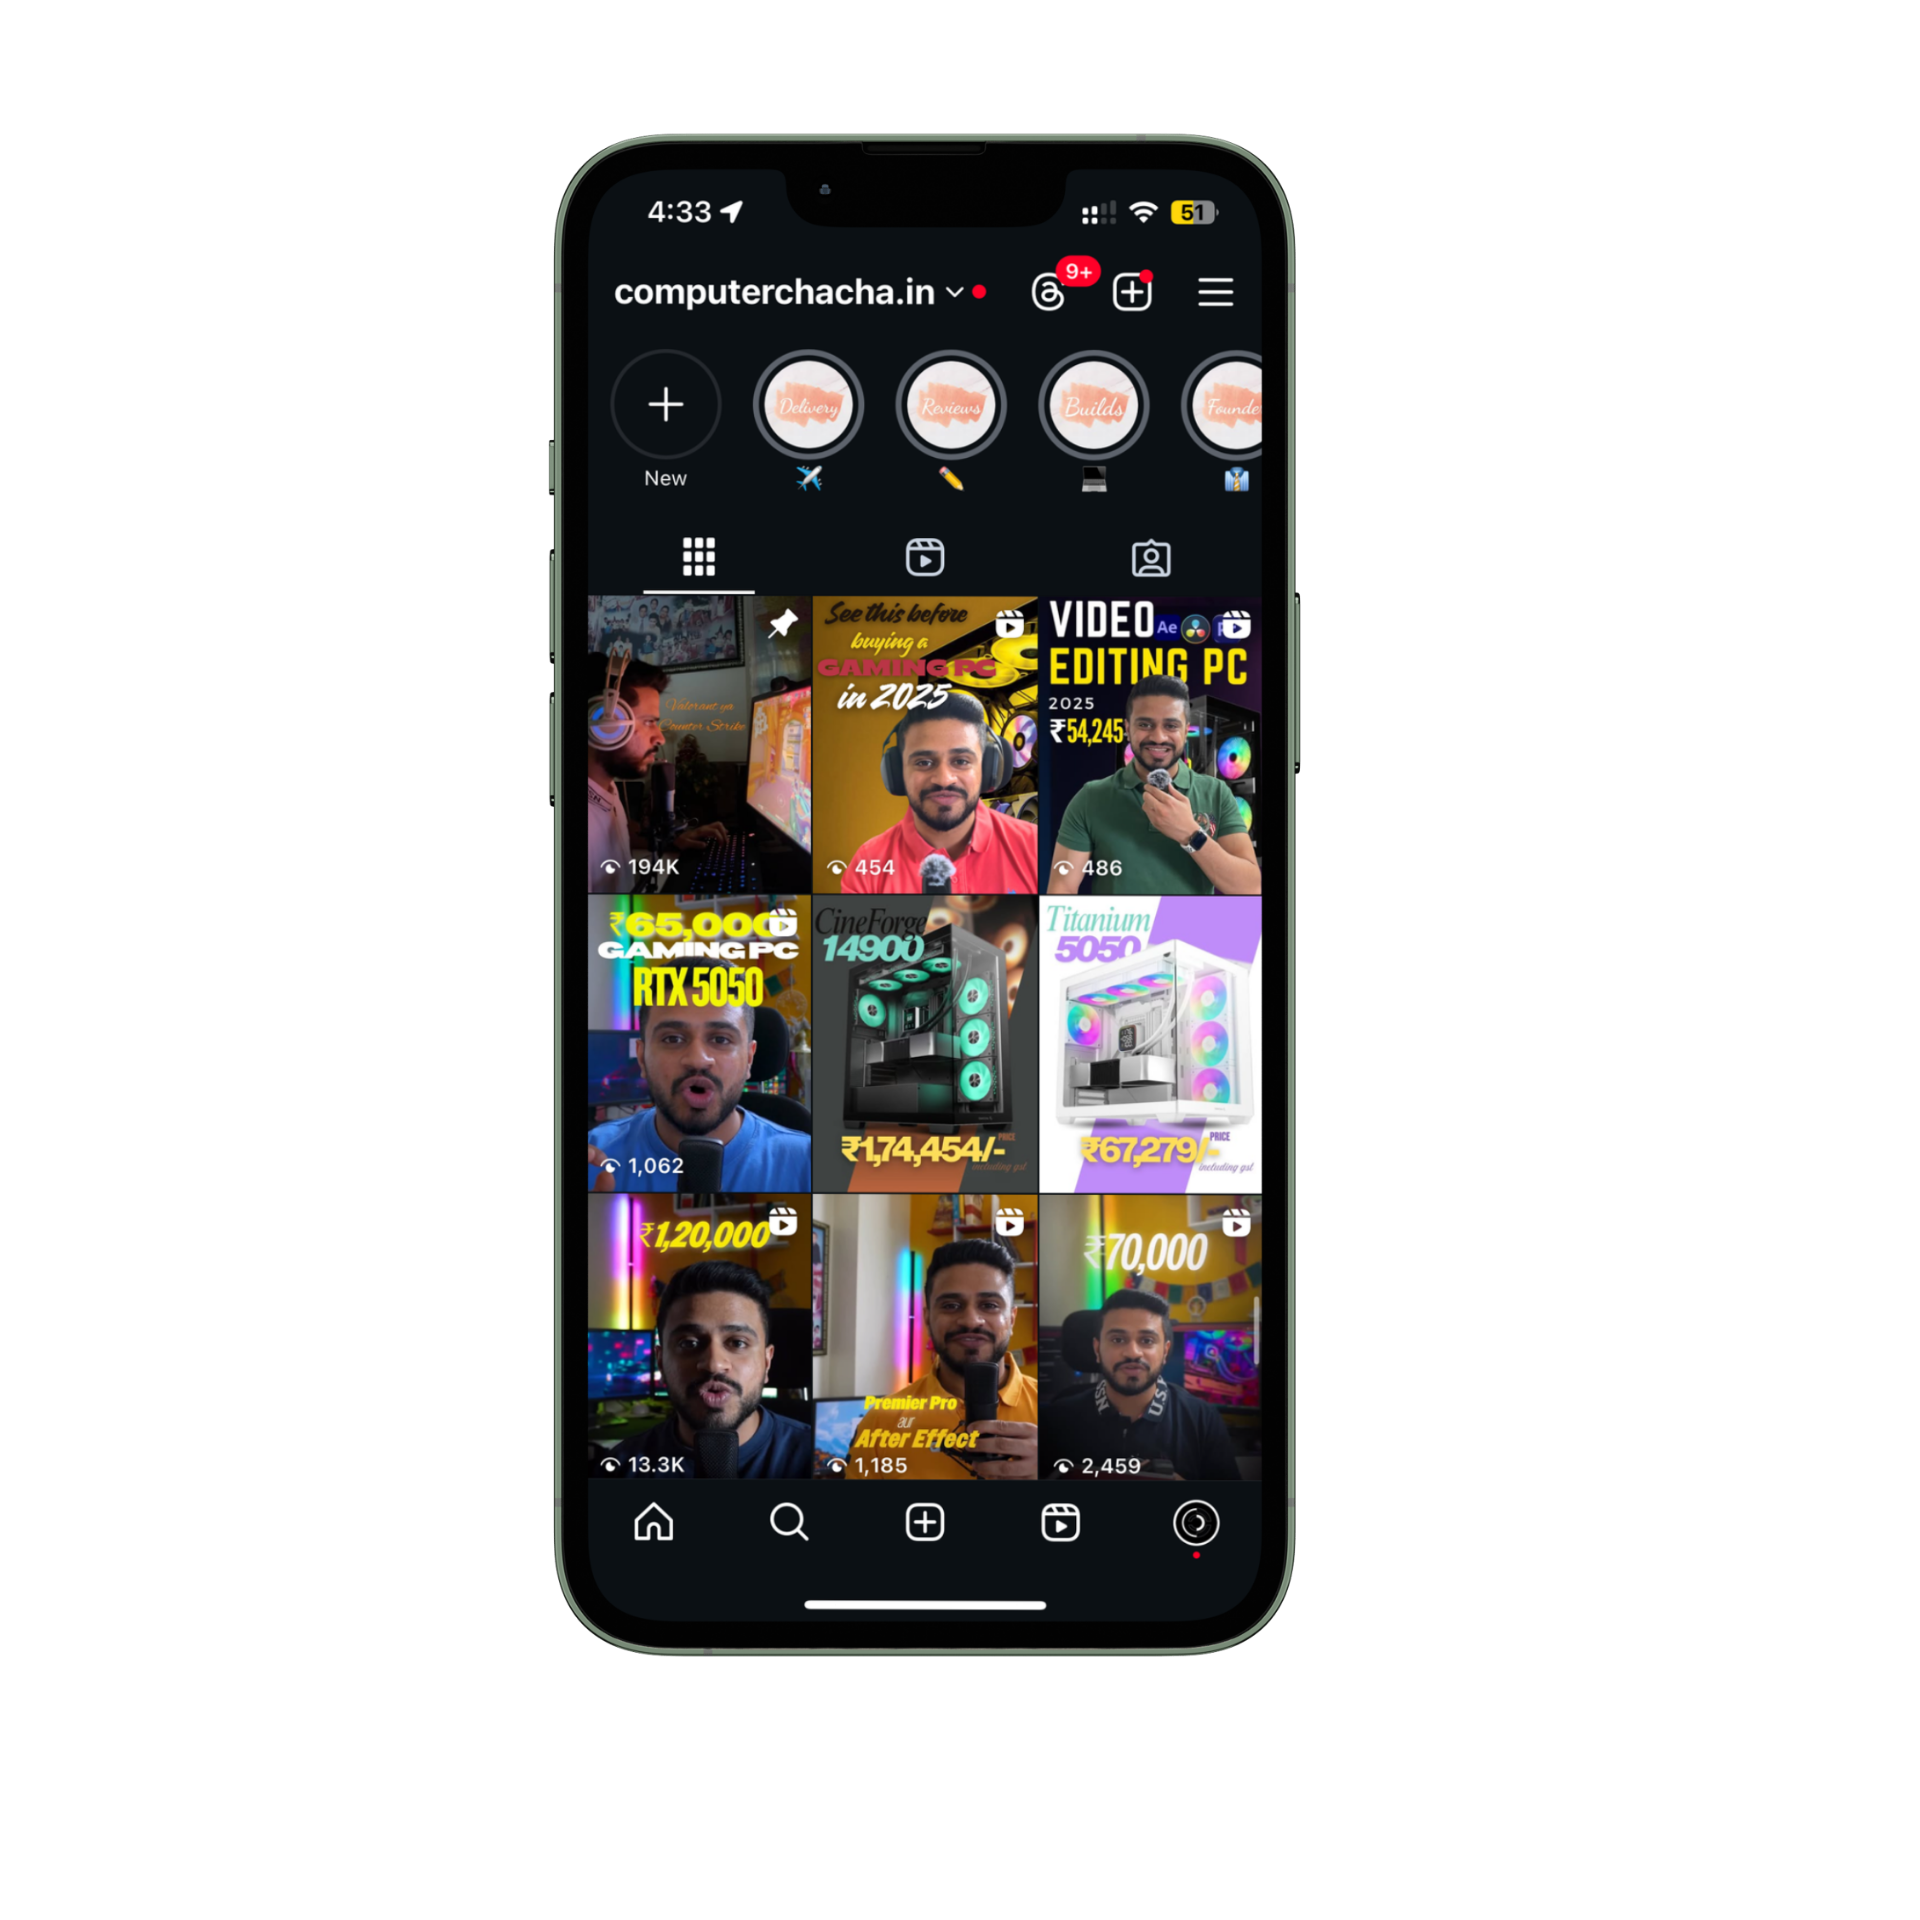 4:33
51
computerchacha.in
9+
Delivery
Reviews
Builds
Founde
New
Valorant ya
Counter Strike
194K
See this before
buying a
GAMING PC
in 2025
454
VIDEO
Ae
EDITING PC
2025
₹54,245
486
₹65,000
GAMING PC
RTX 5050
1,062
CineForge
14900
₹1,74,454/-
PRICE
including gst
Titanium
5050
₹67,279/-
PRICE
including gst
₹1,20,000
13.3K
Premier Pro
aur
After Effect
1,185
₹70,000
U.S.
2,459